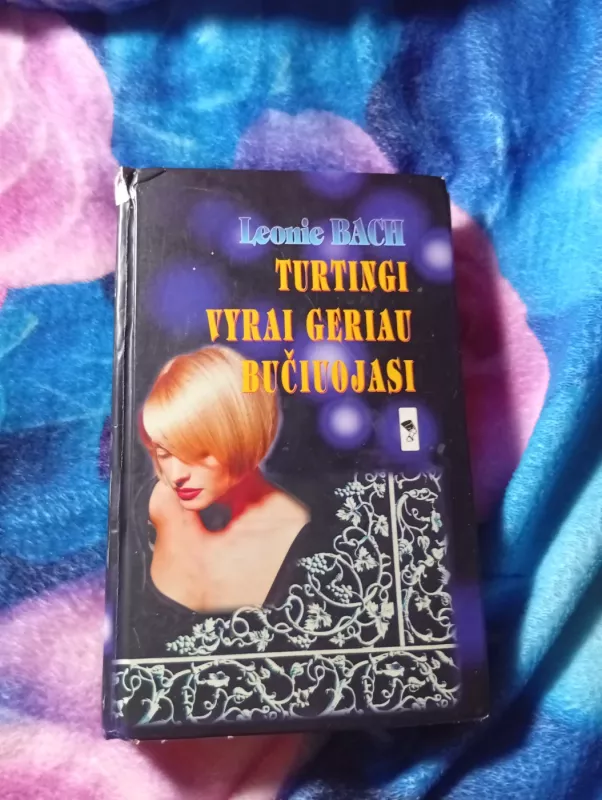 Leonie BACH
TURTINGI
VYRAI GERIAU
BUČIUOJASI